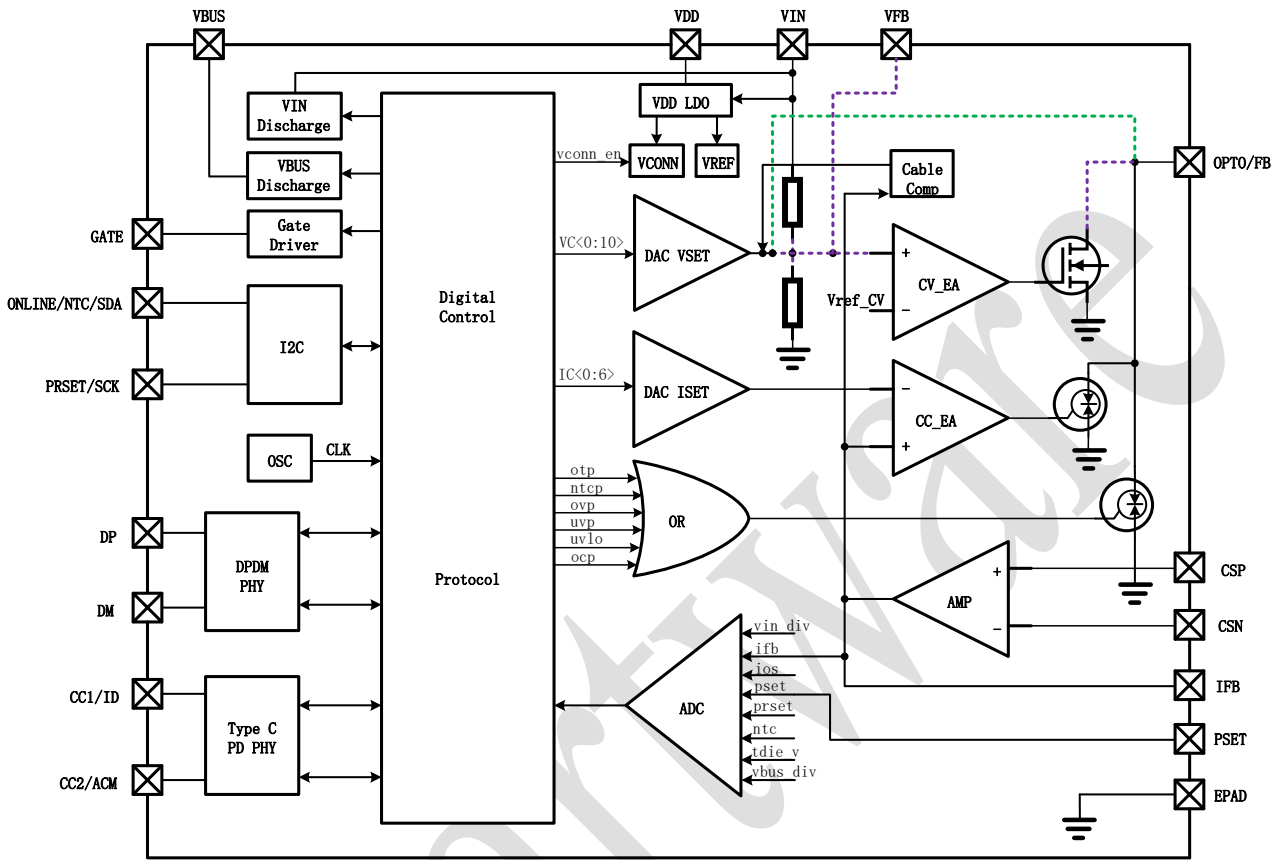 VBUS
VDD
VIN
VFB
VIN
Discharge
VDD LDO
VBUS
Discharge
vconn_en
VCONN
VREF
Cable
Comp
OPTO/FB
GATE
Gate
Driver
VC<0:10>
DAC VSET
+
CV_EA
Vref_CV
−
ONLINE/NTC/SDA
Digital
Control
I2C
PRSET/SCK
IC<0:6>
DAC ISET
−
CC_EA
+
OSC
CLK
otp
ntcp
ovp
uvp
uvlo
ocp
OR
DP
DPDM
PHY
DM
Protocol
+
AMP
−
CSP
CSN
vin_div
ifb
ios
pset
prset
ntc
tdie_v
vbus_div
ADC
CC1/ID
Type C
PD PHY
CC2/ACM
IFB
PSET
EPAD